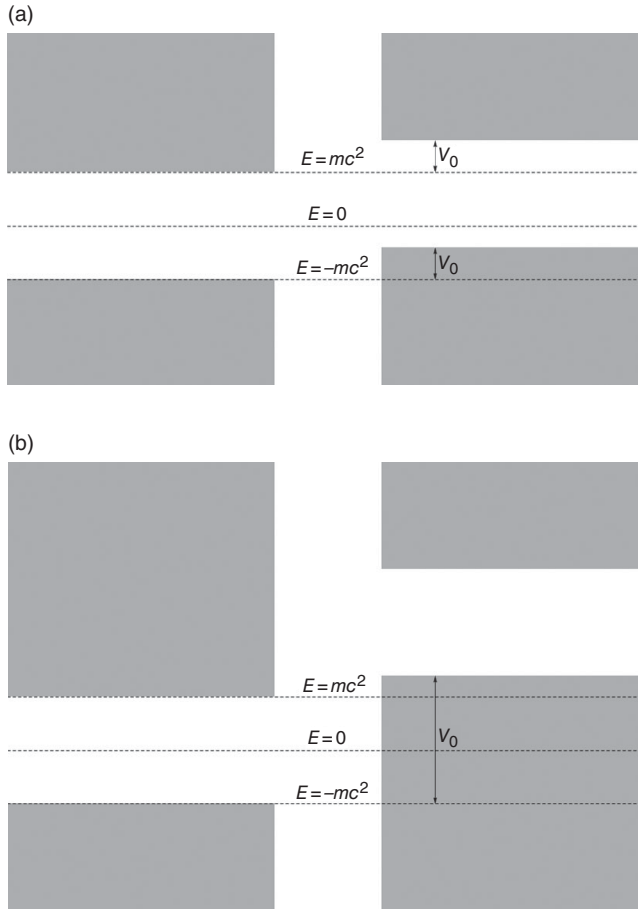 (a)
E = mc²
V₀
E = 0
E = –mc²
V₀
(b)
E = mc²
E = 0
V₀
E = –mc²